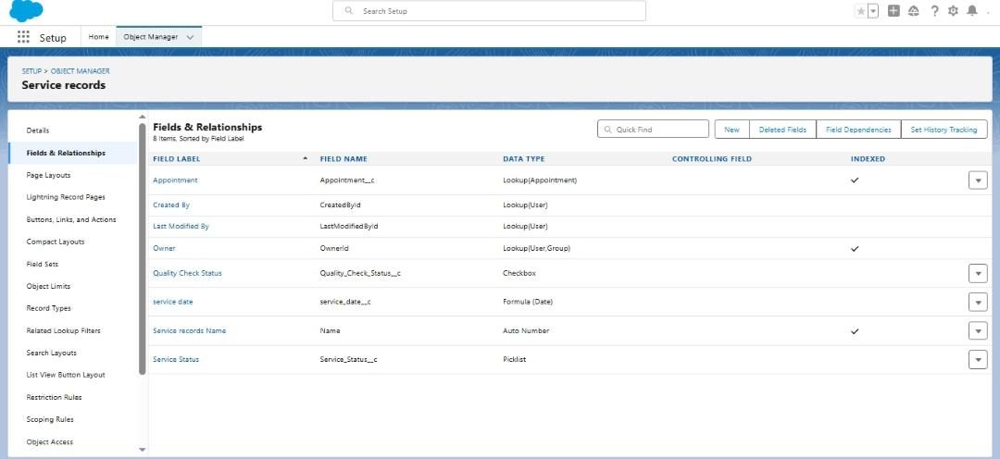 Search Setup
Setup Home Object Manager
SETUP > OBJECT MANAGER
Service records
Details
Fields & Relationships
Page Layouts
Lightning Record Pages
Buttons, Links, and Actions
Compact Layouts
Field Sets
Object Limits
Record Types
Related Lookup Filters
Search Layouts
List View Button Layout
Restriction Rules
Scoping Rules
Object Access
Fields & Relationships
8 Items, Sorted by Field Label
Quick Find New Deleted Fields Field Dependencies Set History Tracking
FIELD LABEL FIELD NAME DATA TYPE CONTROLLING FIELD INDEXED
Appointment Appointment__c Lookup(Appointment)
Created By CreatedById Lookup(User)
Last Modified By LastModifiedById Lookup(User)
Owner OwnerId Lookup(User,Group)
Quality Check Status Quality_Check_Status__c Checkbox
service date service_date__c Formula (Date)
Service records Name Name Auto Number
Service Status Service_Status__c Picklist